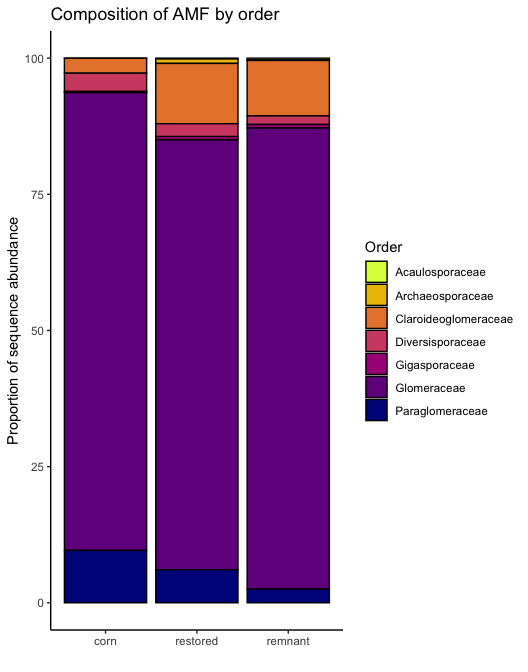 Composition of AMF by order
Proportion of sequence abundance
100
75
50
25
0
corn
restored
remnant
Order
Acaulosporaceae
Archaeosporaceae
Claroideoglomeraceae
Diversisporaceae
Gigasporaceae
Glomeraceae
Paraglomeraceae